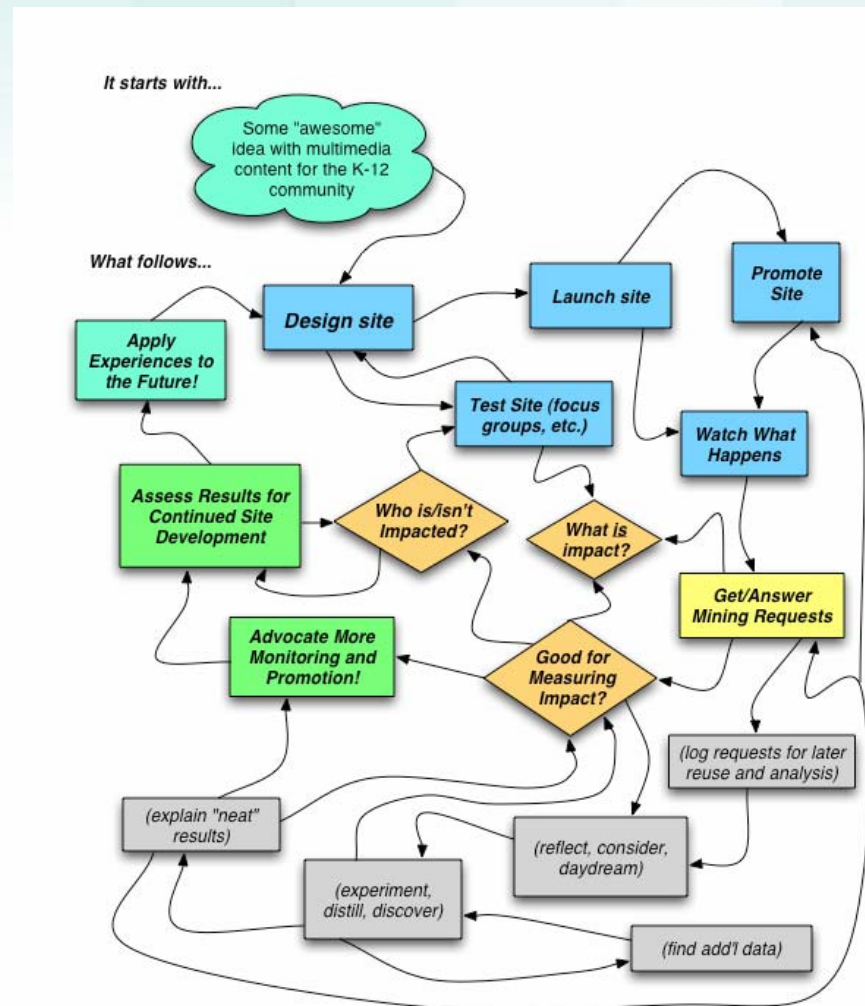 It starts with...
Some "awesome"
idea with multimedia
content for the K-12
community
What follows...
Design site
Launch site
Promote
Site
Apply
Experiences to
the Future!
Test Site (focus
groups, etc.)
Watch What
Happens
Assess Results for
Continued Site
Development
Who is/isn't
Impacted?
What is
impact?
Get/Answer
Mining Requests
Advocate More
Monitoring and
Promotion!
Good for
Measuring
Impact?
(log requests for later
reuse and analysis)
(explain "neat"
results)
(reflect, consider,
daydream)
(experiment,
distill, discover)
(find add'l data)